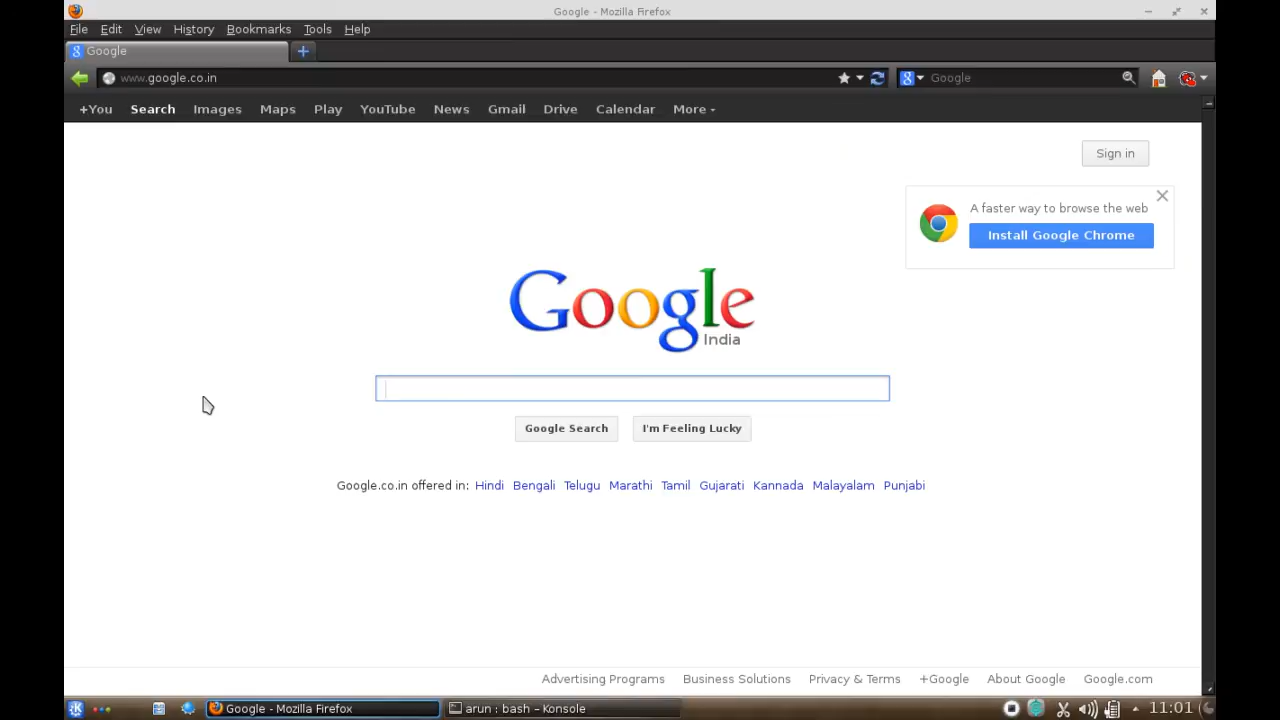 Google - Mozilla Firefox
File Edit View History Bookmarks Tools Help
Google
www.google.co.in
Google
+You Search Images Maps Play YouTube News Gmail Drive Calendar More
Sign in
A faster way to browse the web
Install Google Chrome
Google
India
Google Search I'm Feeling Lucky
Google.co.in offered in: Hindi Bengali Telugu Marathi Tamil Gujarati Kannada Malayalam Punjabi
Advertising Programs Business Solutions Privacy & Terms +Google About Google Google.com
Google - Mozilla Firefox arun : bash – Konsole 11:01